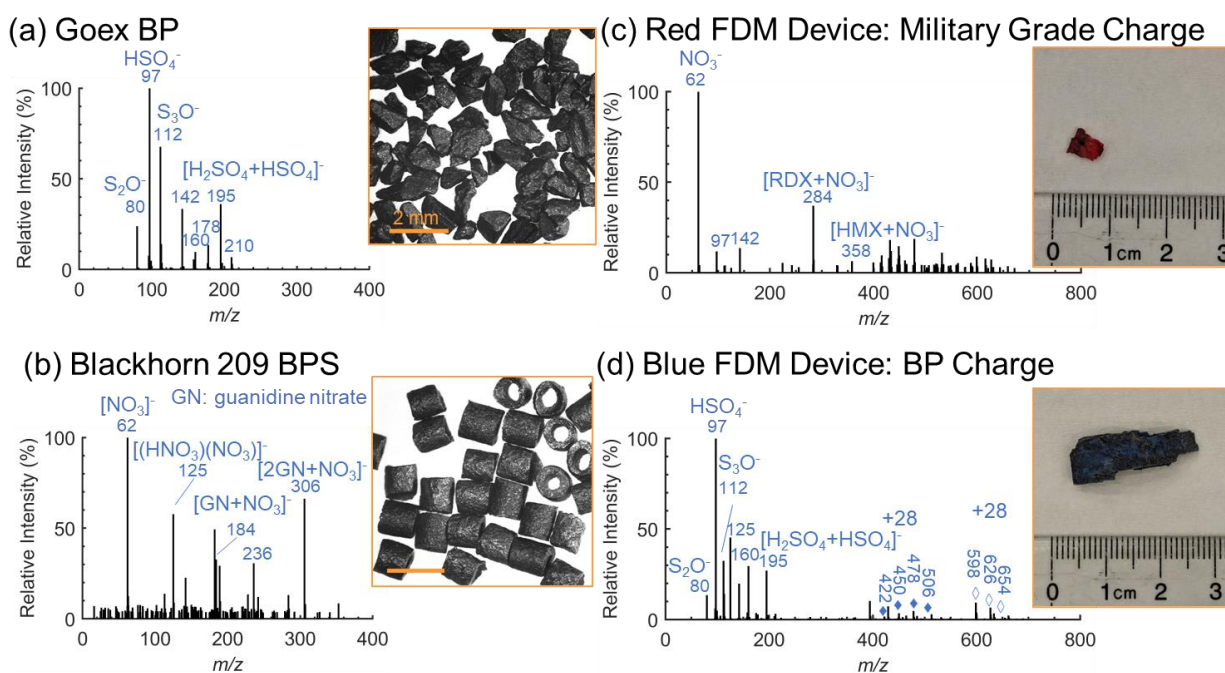 (a) Goex BP
HSO₄⁻
97
S₃O⁻
112
[H₂SO₄+HSO₄]⁻
S₂O⁻
80
142
195
178
160
210
100
50
0
Relative Intensity (%)
0 100 200 300 400
m/z
2 mm
(c) Red FDM Device: Military Grade Charge
NO₃⁻
62
[RDX+NO₃]⁻
284
[HMX+NO₃]⁻
358
97 142
100
50
0
Relative Intensity (%)
0 200 400 600 800
m/z
0 1 cm 2 3
(b) Blackhorn 209 BPS
[NO₃]⁻
62
GN: guanidine nitrate
[(HNO₃)(NO₃)]⁻
125
[2GN+NO₃]⁻
306
[GN+NO₃]⁻
184
236
100
50
0
Relative Intensity (%)
0 100 200 300 400
m/z
(d) Blue FDM Device: BP Charge
HSO₄⁻
97
S₃O⁻
112
125
160
[H₂SO₄+HSO₄]⁻
195
S₂O⁻
80
+28
422
450
478
506
+28
598
626
654
100
50
0
Relative Intensity (%)
0 200 400 600 800
m/z
0 1 cm 2 3